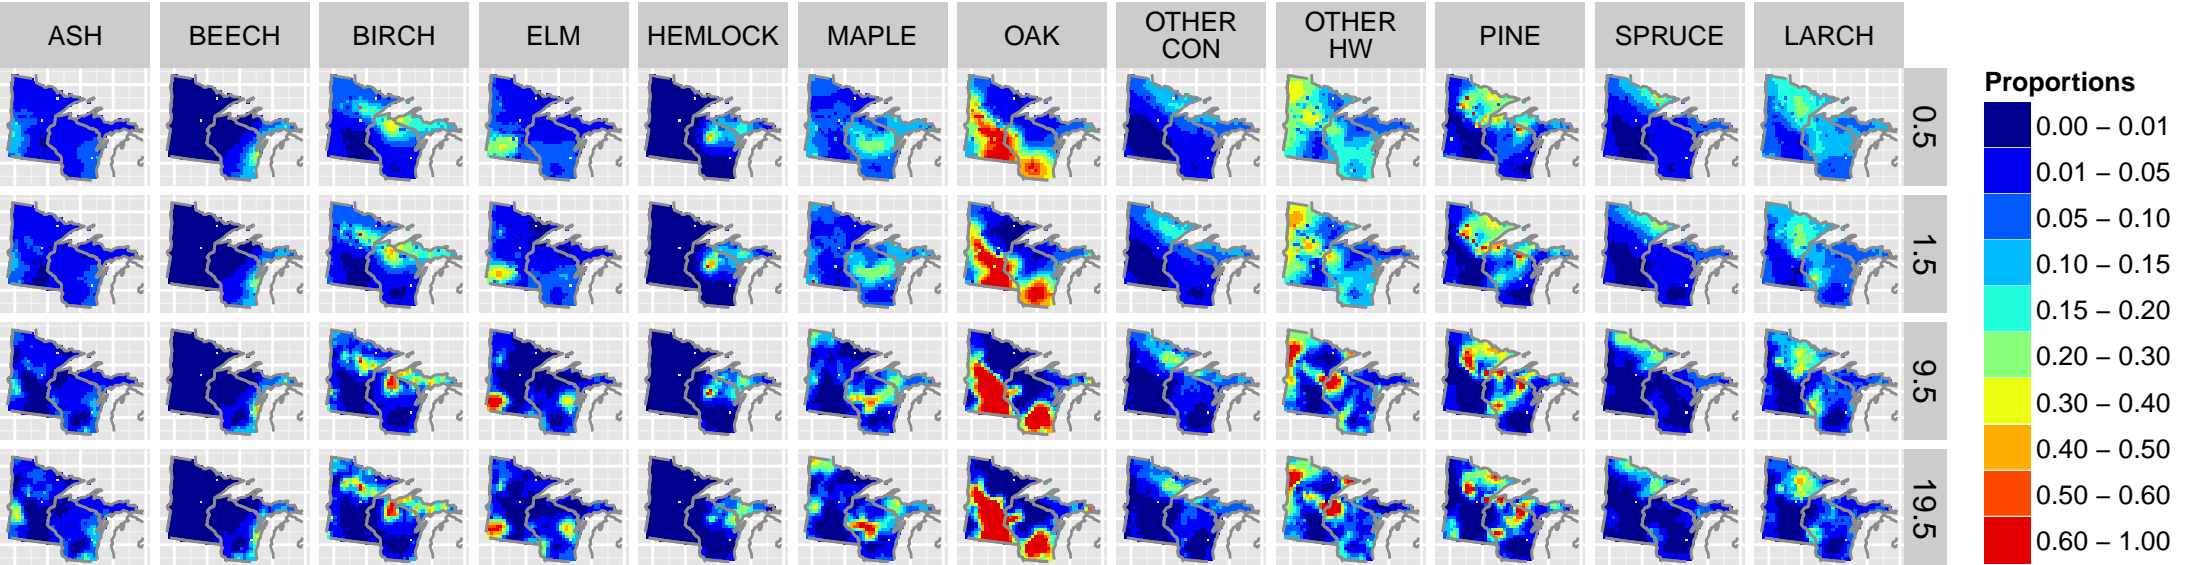 ASH
BEECH
BIRCH
ELM
HEMLOCK
MAPLE
OAK
OTHER
CON
OTHER
HW
PINE
SPRUCE
LARCH
0.5
1.5
9.5
19.5
Proportions
0.00 − 0.01
0.01 − 0.05
0.05 − 0.10
0.10 − 0.15
0.15 − 0.20
0.20 − 0.30
0.30 − 0.40
0.40 − 0.50
0.50 − 0.60
0.60 − 1.00